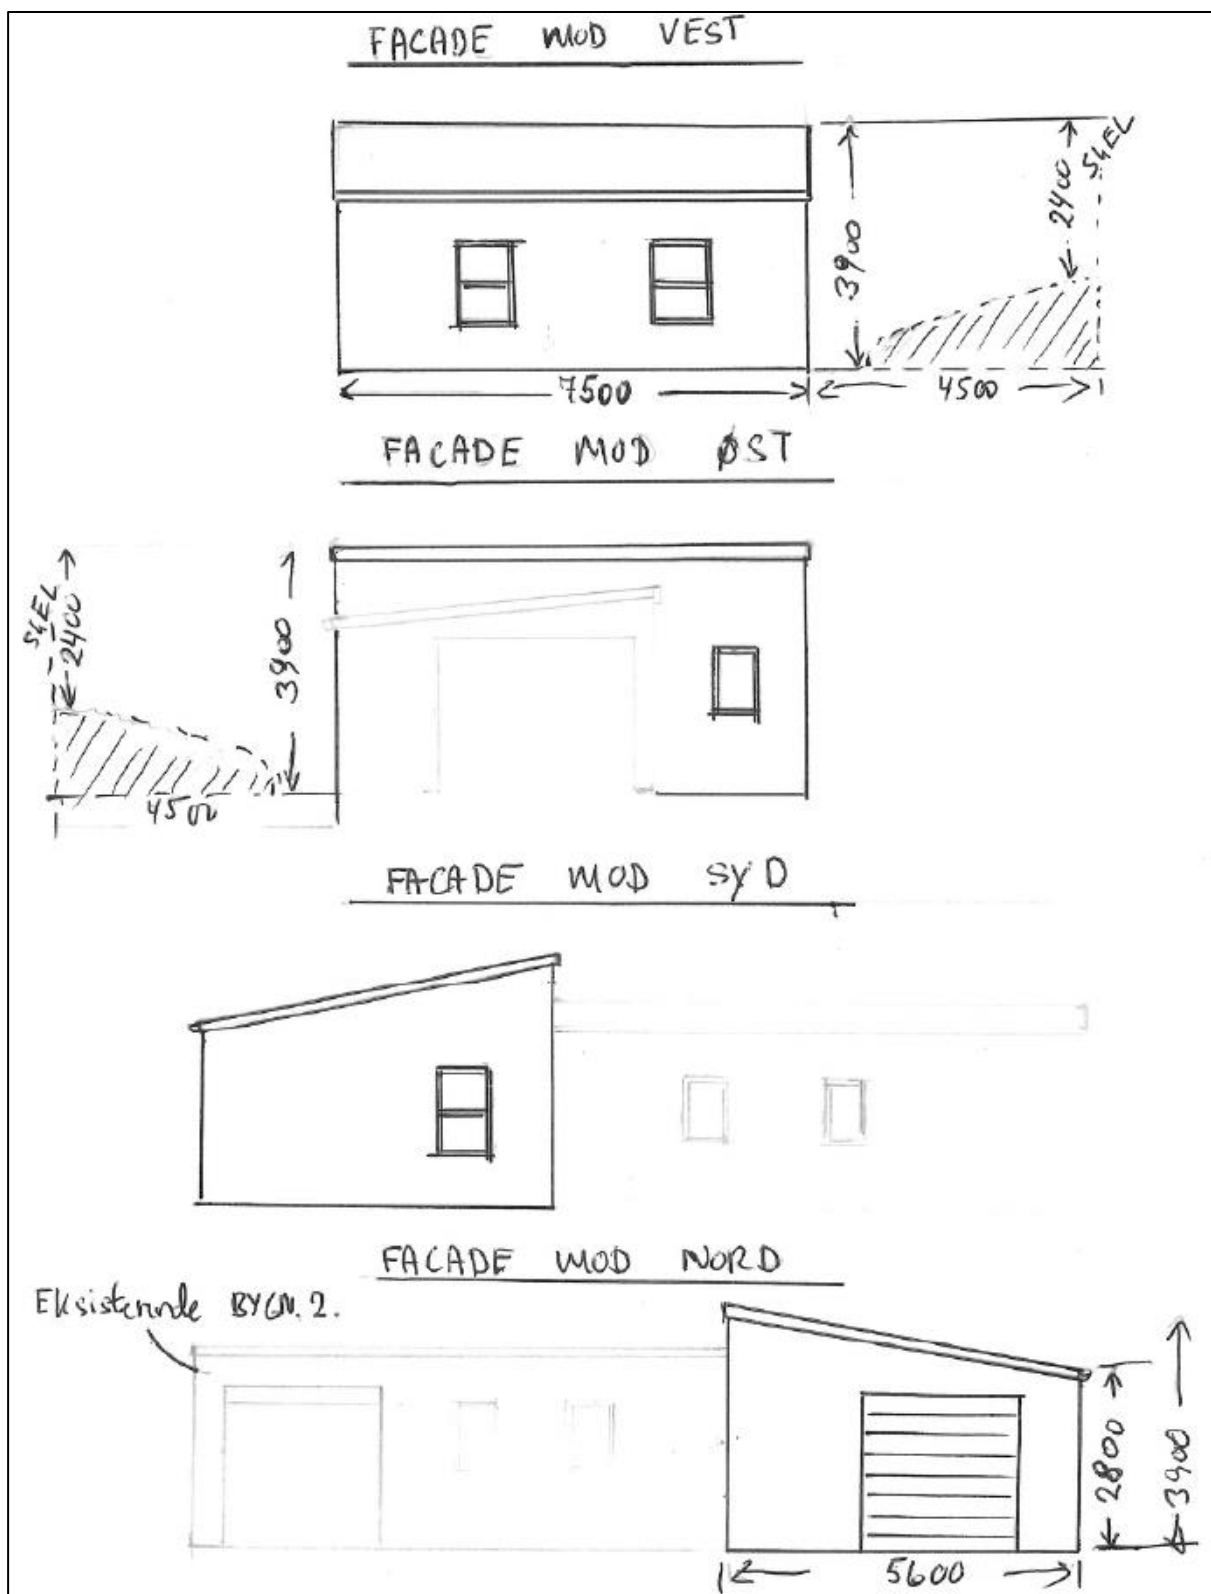 FACADE MOD VEST
SKEL
2400
3900
7500
4500
FACADE MOD ØST
SKEL
2400
3900
4500
FACADE MOD SYD
FACADE MOD NORD
Eksisterende BYGN. 2.
2800
3900
5600